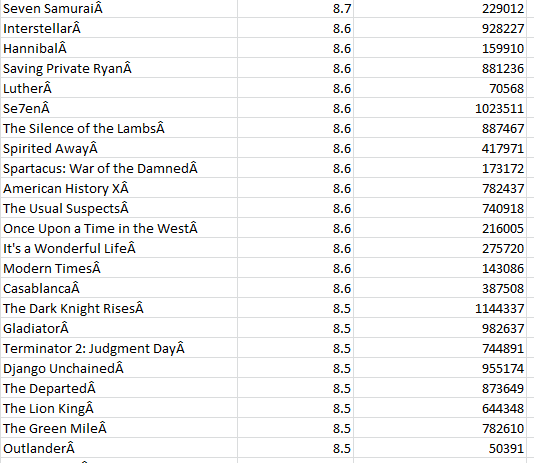 Seven SamuraiÂ 8.7 229012
InterstellarÂ 8.6 928227
HannibalÂ 8.6 159910
Saving Private RyanÂ 8.6 881236
LutherÂ 8.6 70568
Se7enÂ 8.6 1023511
The Silence of the LambsÂ 8.6 887467
Spirited AwayÂ 8.6 417971
Spartacus: War of the DamnedÂ 8.6 173172
American History XÂ 8.6 782437
The Usual SuspectsÂ 8.6 740918
Once Upon a Time in the WestÂ 8.6 216005
It's a Wonderful LifeÂ 8.6 275720
Modern TimesÂ 8.6 143086
CasablancaÂ 8.6 387508
The Dark Knight RisesÂ 8.5 1144337
GladiatorÂ 8.5 982637
Terminator 2: Judgment DayÂ 8.5 744891
Django UnchainedÂ 8.5 955174
The DepartedÂ 8.5 873649
The Lion KingÂ 8.5 644348
The Green MileÂ 8.5 782610
OutlanderÂ 8.5 50391